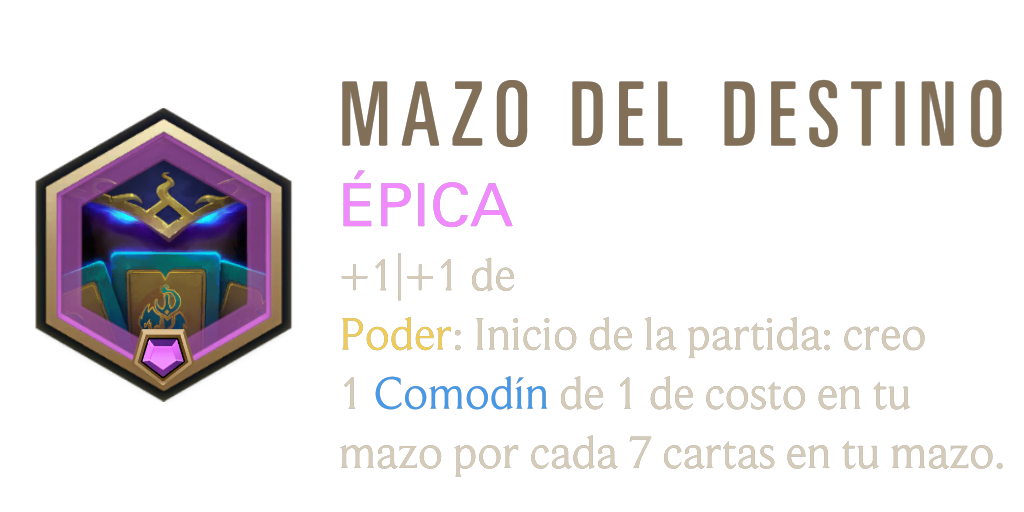 MAZO DEL DESTINO
ÉPICA
+1|+1 de
Poder: Inicio de la partida: creo
1 Comodín de 1 de costo en tu
mazo por cada 7 cartas en tu mazo.